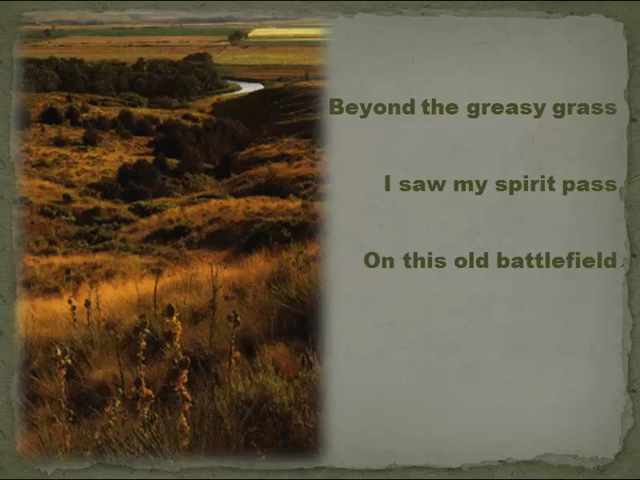 Beyond the greasy grass
I saw my spirit pass
On this old battlefield